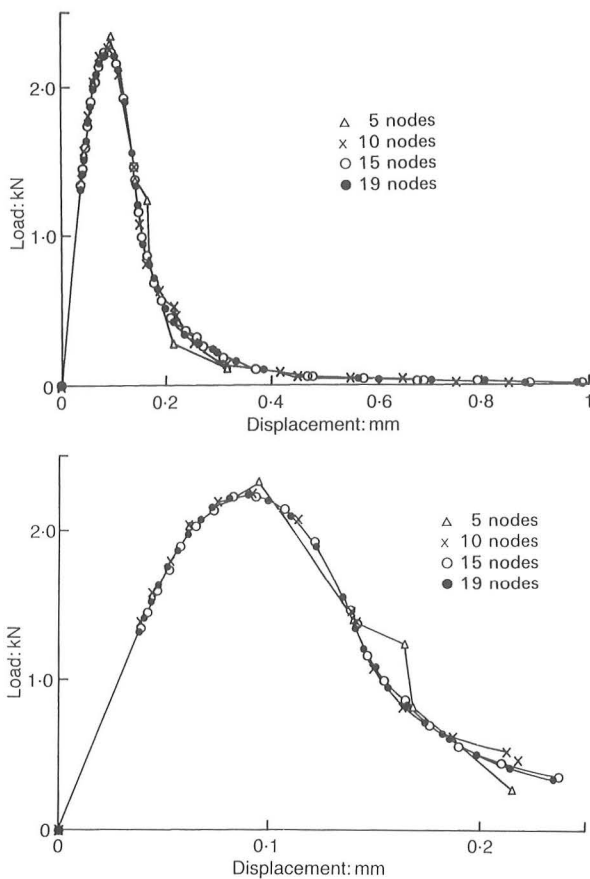 2·0
1·0
0
Load: kN
△ 5 nodes
× 10 nodes
○ 15 nodes
● 19 nodes
0 0·2 0·4 0·6 0·8 1
Displacement: mm
2·0
1·0
0
Load: kN
△ 5 nodes
× 10 nodes
○ 15 nodes
● 19 nodes
0 0·1 0·2
Displacement: mm